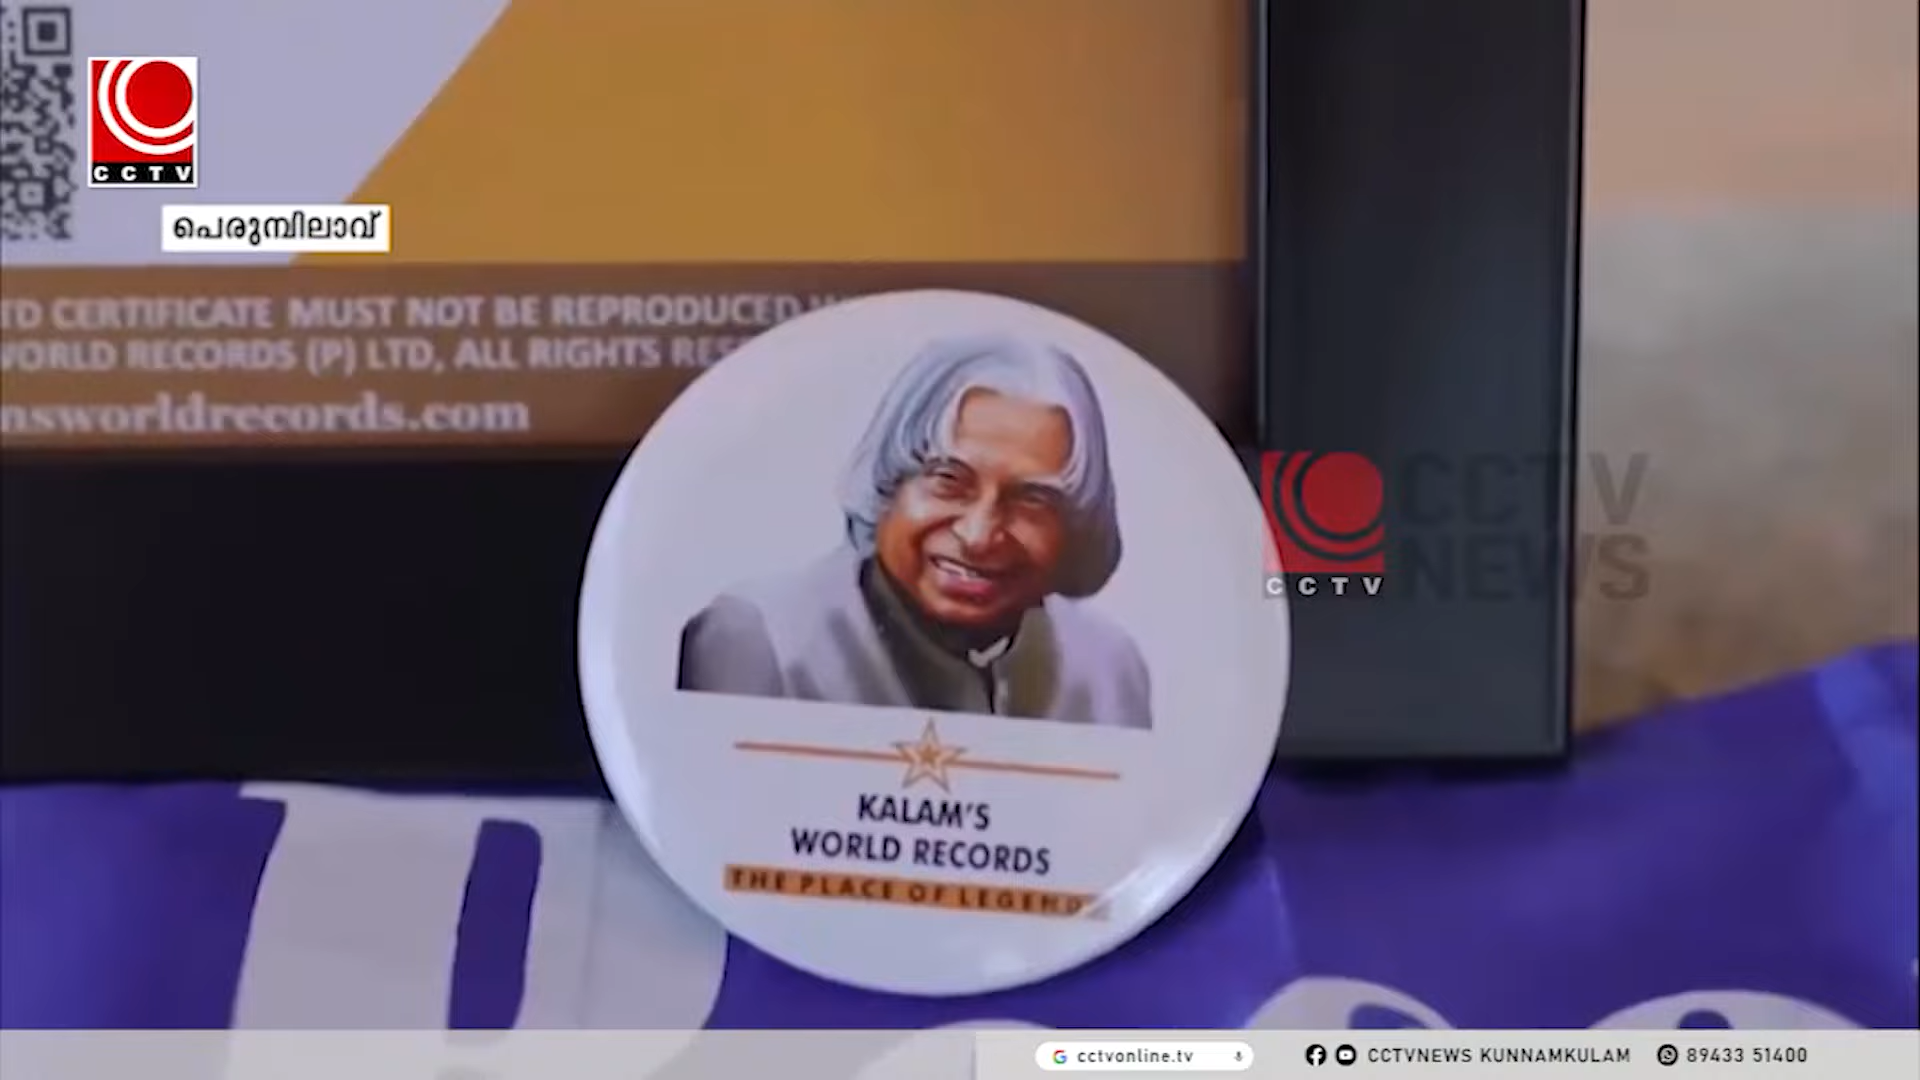 CCTV
പെരുമ്പിലാവ്
CERTIFICATE MUST NOT BE REPRODUCED
WORLD RECORDS (P) LTD, ALL RIGHTS
nsworldrecords.com
CCTV
CCTV
NEWS
KALAM'S
WORLD RECORDS
THE PLACE OF LEGENDS
cctvonline.tv
CCTVNEWS KUNNAMKULAM
89433 51400